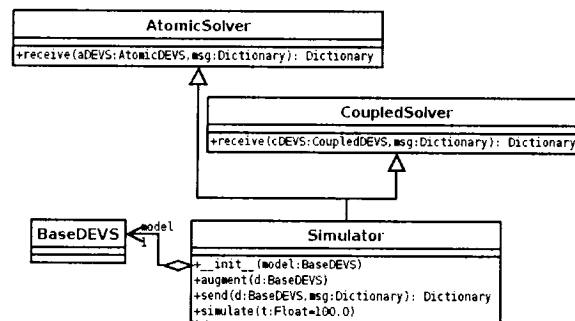 AtomicSolver
+receive(aDEVS:AtomicDEVS,msg:Dictionary): Dictionary
CoupledSolver
+receive(cDEVS:CoupledDEVS,msg:Dictionary): Dictionary
BaseDEVS
model
1
Simulator
+__init__(model:BaseDEVS)
+augment(d:BaseDEVS)
+send(d:BaseDEVS,msg:Dictionary): Dictionary
+simulate(t:Float=100.0)